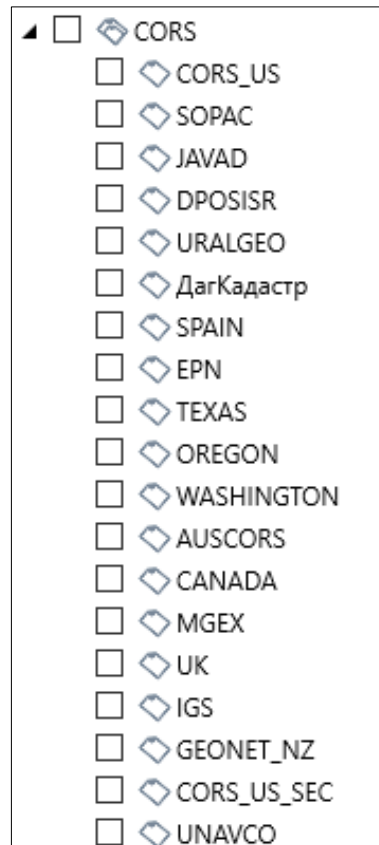 CORS
CORS_US
SOPAC
JAVAD
DPOSISR
URALGEO
ДагКадастр
SPAIN
EPN
TEXAS
OREGON
WASHINGTON
AUSCORS
CANADA
MGEX
UK
IGS
GEONET_NZ
CORS_US_SEC
UNAVCO